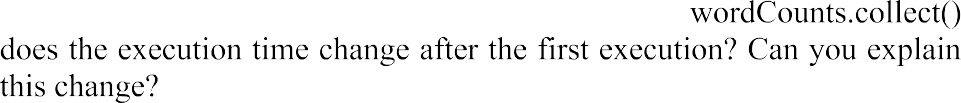 wordCounts.collect()
does the execution time change after the first execution? Can you explain
this change?